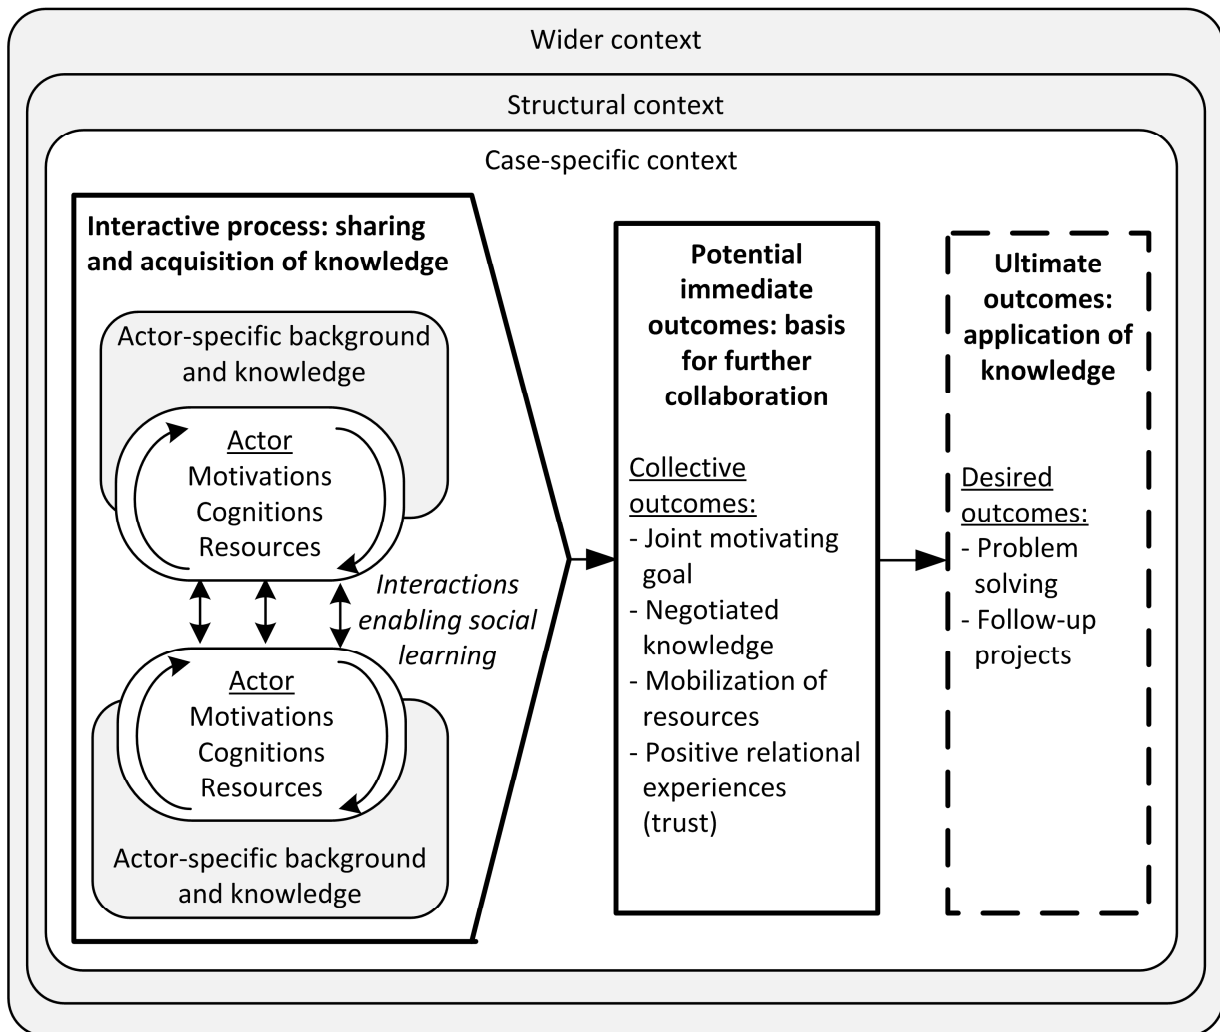 Wider context
Structural context
Case-specific context
Interactive process: sharing
and acquisition of knowledge
Actor-specific background
and knowledge
Actor
Motivations
Cognitions
Resources
Interactions
enabling social
learning
Actor
Motivations
Cognitions
Resources
Actor-specific background
and knowledge
Potential
immediate
outcomes: basis
for further
collaboration
Collective
outcomes:
- Joint motivating
goal
- Negotiated
knowledge
- Mobilization of
resources
- Positive relational
experiences
(trust)
Ultimate
outcomes:
application of
knowledge
Desired
outcomes:
- Problem
solving
- Follow-up
projects